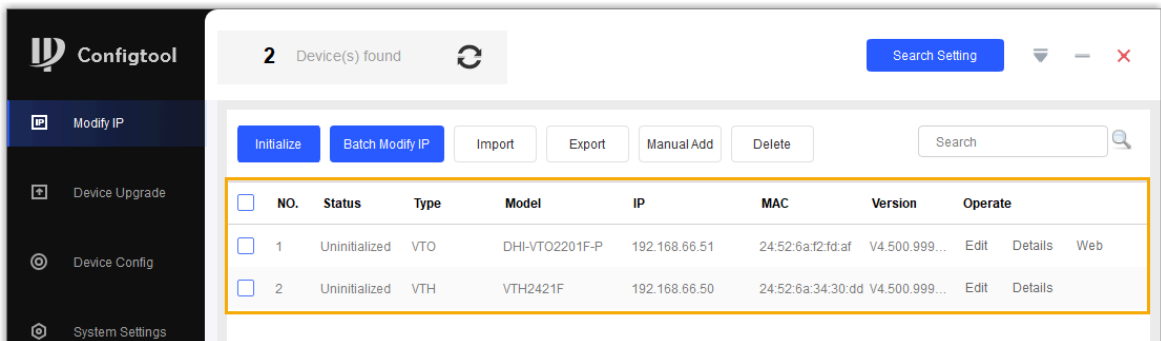 Configtool
2 Device(s) found
Search Setting
Modify IP
Device Upgrade
Device Config
System Settings
Initialize Batch Modify IP Import Export Manual Add Delete Search
NO. Status Type Model IP MAC Version Operate
1 Uninitialized VTO DHI-VTO2201F-P 192.168.66.51 24:52:6a:f2:fd:af V4.500.999... Edit Details Web
2 Uninitialized VTH VTH2421F 192.168.66.50 24:52:6a:34:30:dd V4.500.999... Edit Details